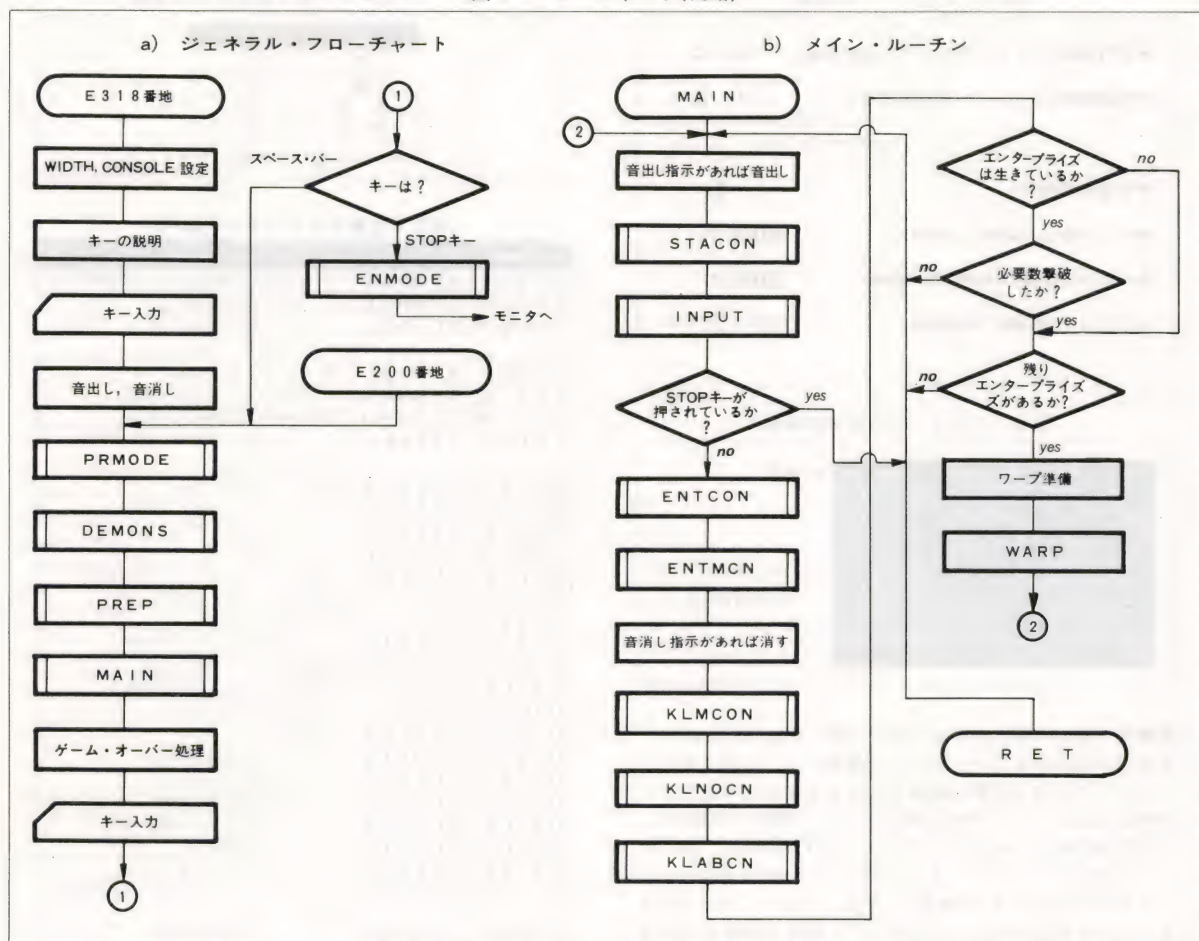 a) ジェネラル・フローチャート
E318番地
WIDTH, CONSOLE 設定
キーの説明
キー入力
音出し，音消し
PRMODE
DEMONS
PREP
MAIN
ゲーム・オーバー処理
キー入力
1
1
キーは？
スペース・バー
STOPキー
ENMODE
モニタへ
E200番地
b) メイン・ルーチン
MAIN
2
音出し指示があれば音出し
STACON
INPUT
STOPキーが
押されているか
？
yes
no
ENTCON
ENTMCN
音消し指示があれば消す
KLMCON
KLNOCN
KLABCN
エンタープライズ
は生きているか
？
no
yes
必要数撃破
したか？
no
yes
残り
エンタープライズ
ズがあるか？
no
yes
ワープ準備
WARP
2
RET